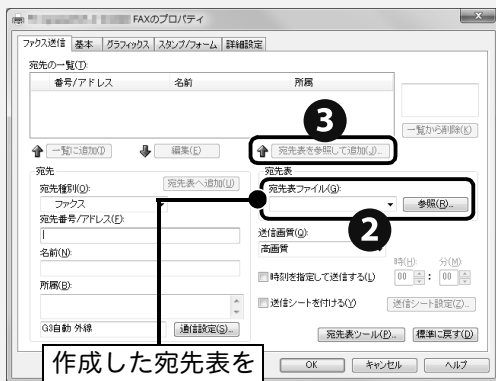 FAXのプロパティ
ファクス送信 基本 グラフィックス スタンプ/フォーム 詳細設定
宛先の一覧(T):
番号/アドレス 名前 所属
3
一覧から削除(K)
一覧に追加(I) 編集(E) 宛先表を参照して追加(J)...
宛先 宛先表
宛先種別(O): 宛先表へ追加(U) 宛先表ファイル(G):
ファクス 参照(R)...
宛先番号/アドレス(F):
2
送信画質(Q):
高画質
名前(N):
時(H): 分(M):
時刻を指定して送信する(L) 00 : 00
所属(B):
送信シートを付ける(Y) 送信シート設定(Z)...
G3自動 外線 通信設定(S)...
宛先表ツール(P)... 標準に戻す(D)
作成した宛先表を
OK キャンセル ヘルプ